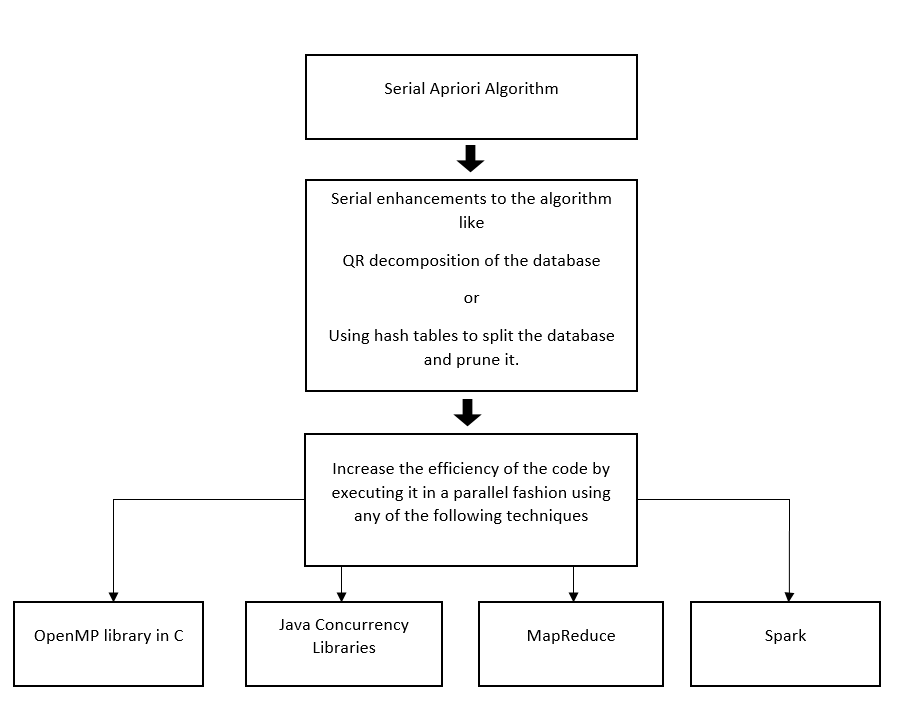 Serial Apriori Algorithm
Serial enhancements to the algorithm
like
QR decomposition of the database
or
Using hash tables to split the database
and prune it.
Increase the efficiency of the code by
executing it in a parallel fashion using
any of the following techniques
OpenMP library in C
Java Concurrency
Libraries
MapReduce
Spark